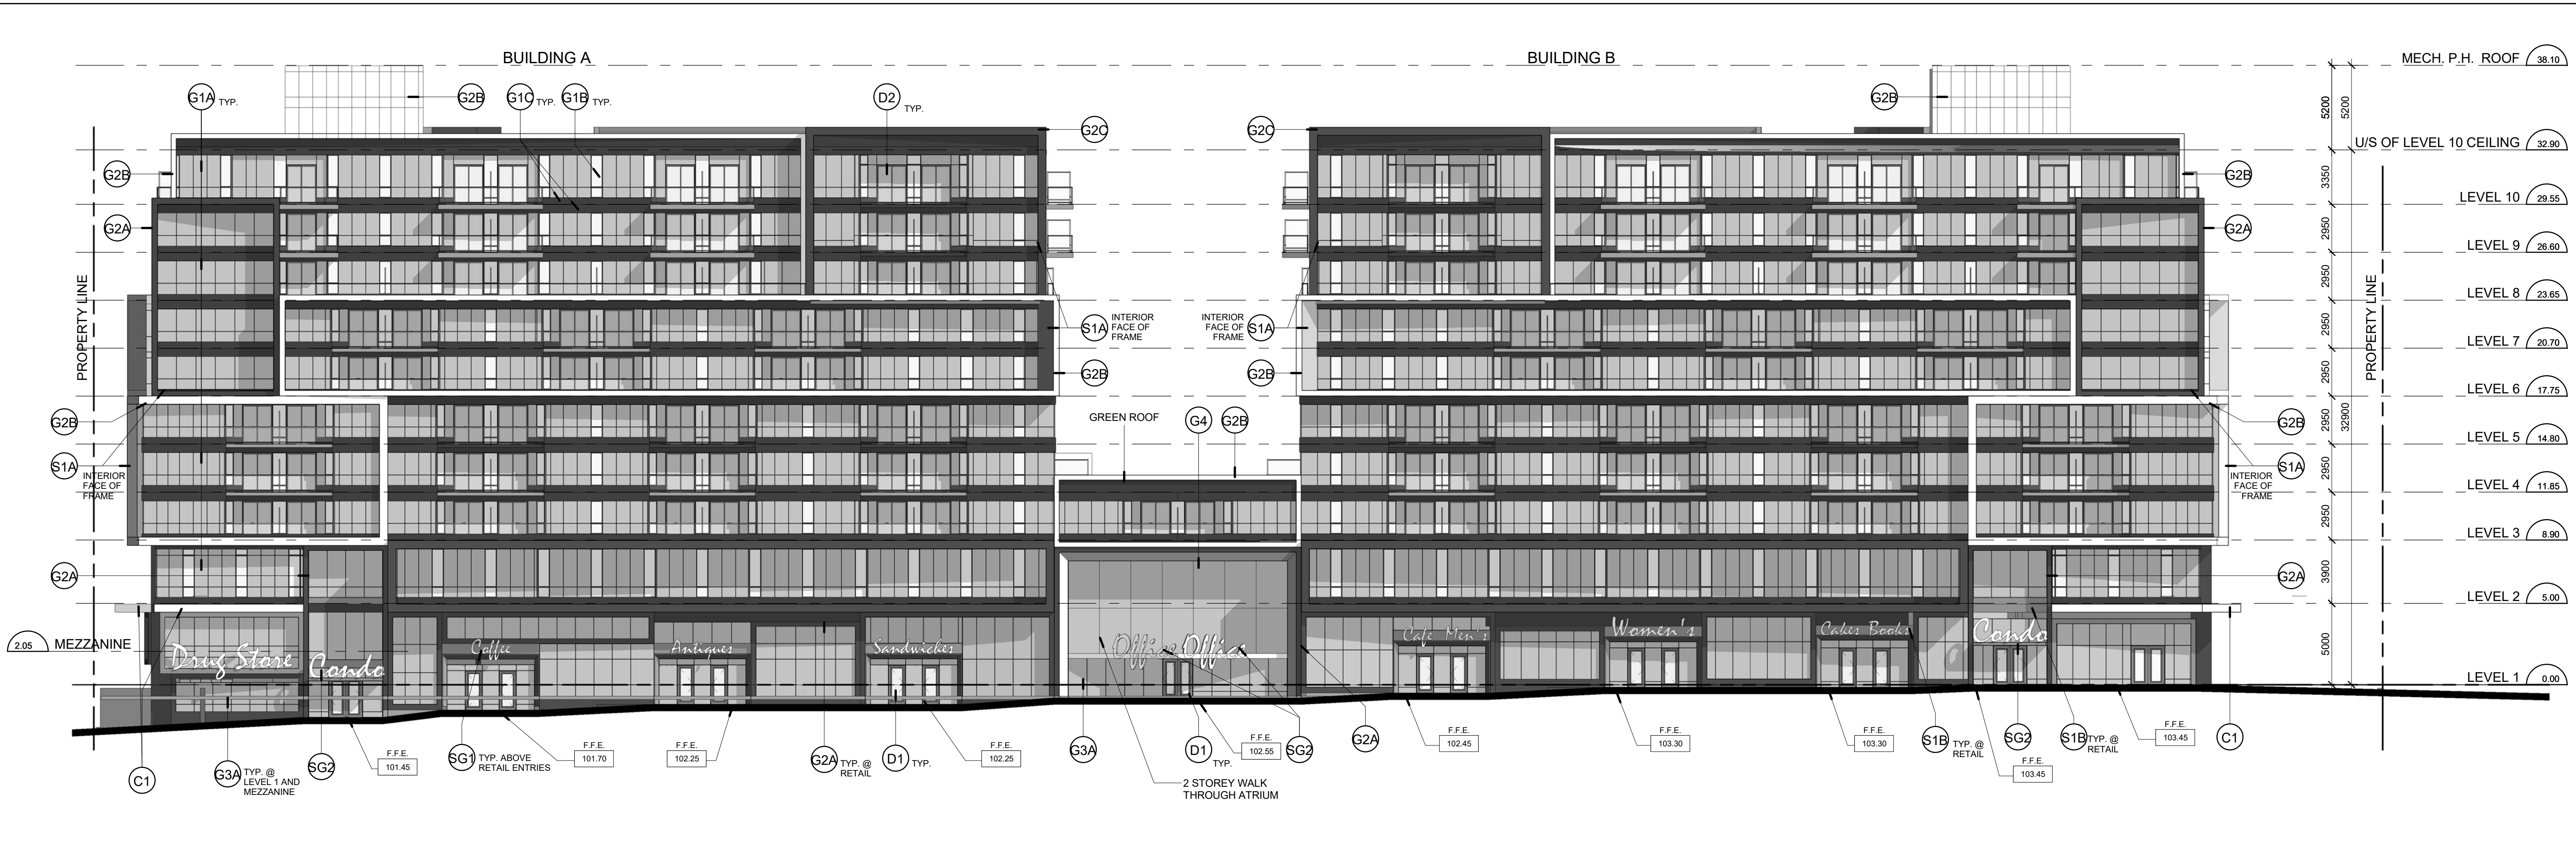 BUILDING A
BUILDING B
MECH. P.H. ROOF 38.10
G1A TYP.
G2B
G1C TYP.
G1B TYP.
D2 TYP.
G2B
5200
5200
G2C
G2C
U/S OF LEVEL 10 CEILING 32.90
G2B
G2B
3350
LEVEL 10 29.55
G2A
G2A
2950
LEVEL 9 26.60
2950
PROPERTY LINE
PROPERTY LINE
LEVEL 8 23.65
S1A INTERIOR
FACE OF
FRAME
INTERIOR
FACE OF
FRAME S1A
2950
LEVEL 7 20.70
G2B
G2B
2950
LEVEL 6 17.75
G2B
GREEN ROOF
G4
G2B
G2B
2950
32900
LEVEL 5 14.80
S1A INTERIOR
FACE OF
FRAME
S1A
INTERIOR
FACE OF
FRAME
2950
LEVEL 4 11.85
2950
LEVEL 3 8.90
G2A
G2A
3900
LEVEL 2 5.00
2.05 MEZZANINE
Drug Store
Condo
Coffee
Antiques
Sandwiches
Office Office
Cafe Men's
Women's
Cakes Books
Condo
5000
LEVEL 1 0.00
C1
G3A TYP. @
LEVEL 1 AND
MEZZANINE
SG2
F.F.E.
101.45
SG1 TYP. ABOVE
RETAIL ENTRIES
F.F.E.
101.70
F.F.E.
102.25
G2A TYP. @
RETAIL
D1 TYP.
F.F.E.
102.25
G3A
D1
TYP.
F.F.E.
102.55
SG2
G2A
2 STOREY WALK
THROUGH ATRIUM
F.F.E.
102.45
F.F.E.
103.30
F.F.E.
103.30
S1B TYP. @
RETAIL
SG2
F.F.E.
103.45
S1B TYP. @
RETAIL
F.F.E.
103.45
C1